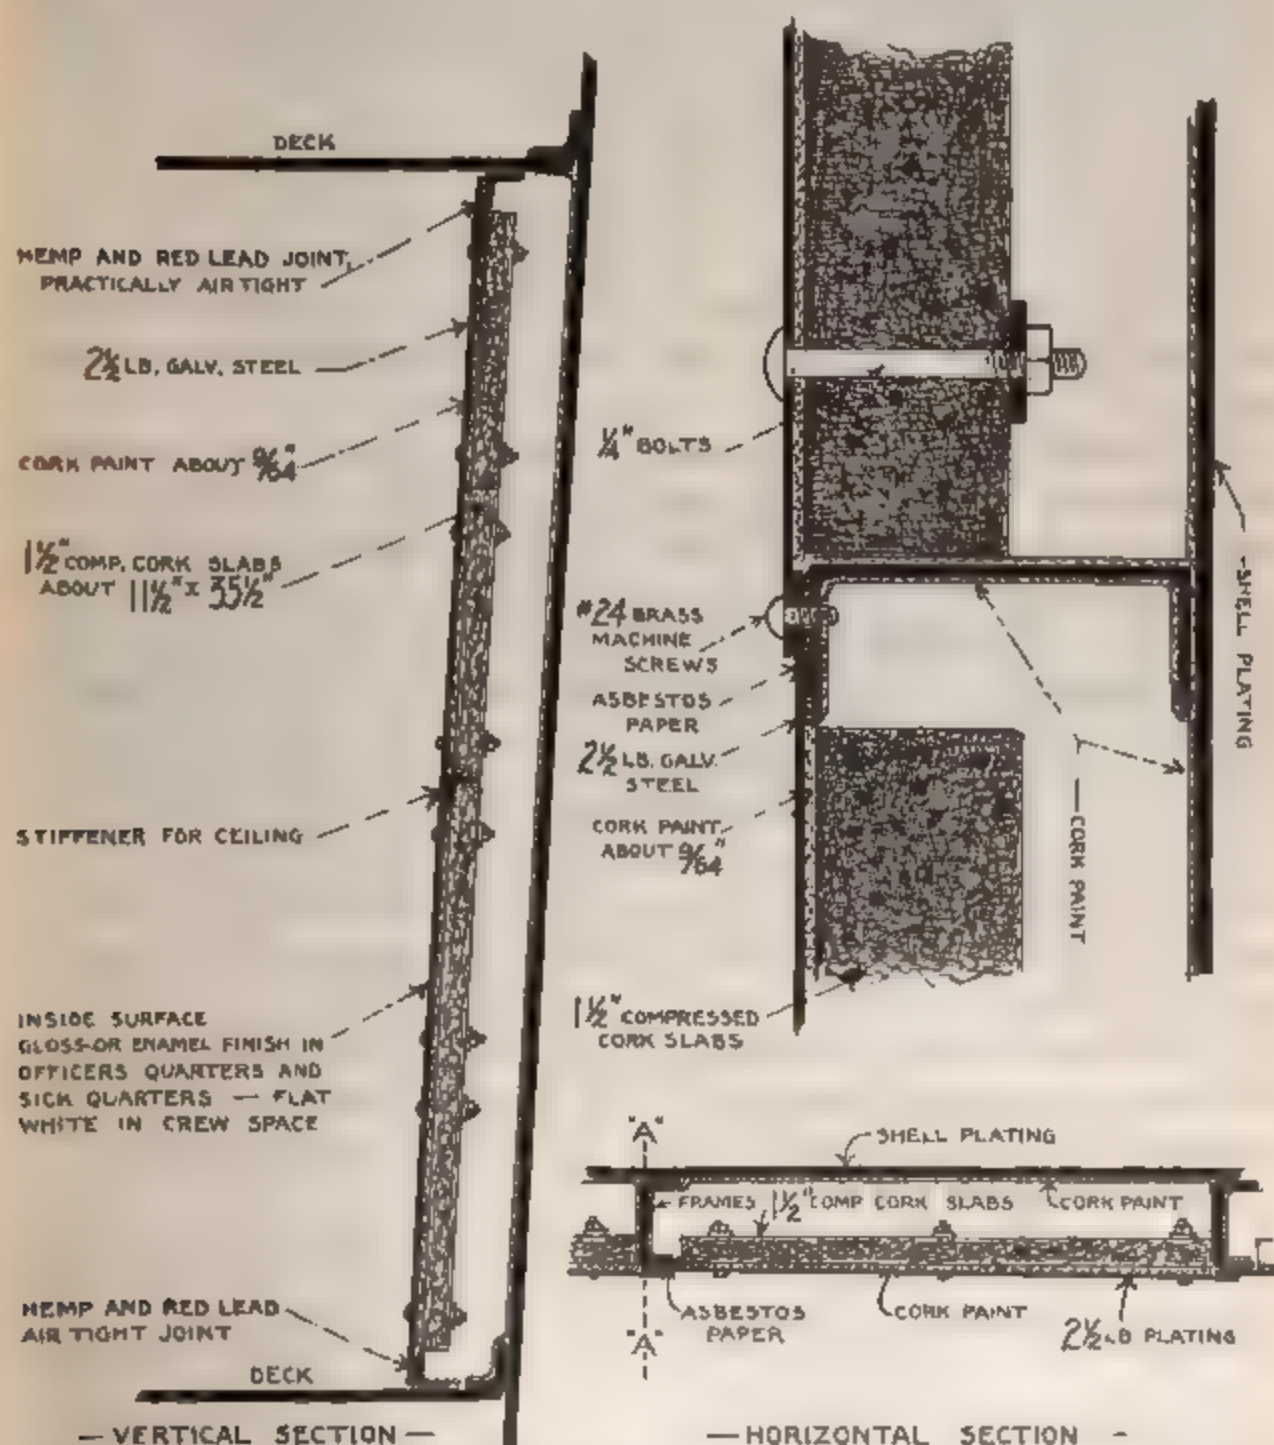 DECK
HEMP AND RED LEAD JOINT,
PRACTICALLY AIRTIGHT
2½ LB. GALV. STEEL
CORK PAINT ABOUT 9/64"
1½" COMP. CORK SLABS
ABOUT 11½" X 35½"
STIFFENER FOR CEILING
INSIDE SURFACE
GLOSS-OR ENAMEL FINISH IN
OFFICERS QUARTERS AND
SICK QUARTERS — FLAT
WHITE IN CREW SPACE
HEMP AND RED LEAD
AIR TIGHT JOINT
DECK
— VERTICAL SECTION —
¼" BOLTS
#24 BRASS
MACHINE
SCREWS
ASBESTOS
PAPER
2½ LB. GALV.
STEEL
CORK PAINT
ABOUT 9/64"
1½" COMPRESSED
CORK SLABS
SHELL PLATING
CORK PAINT
"A"
SHELL PLATING
FRAMES
1½" COMP CORK SLABS
CORK PAINT
ASBESTOS
PAPER
CORK PAINT
2½ LB PLATING
"A"
— HORIZONTAL SECTION -